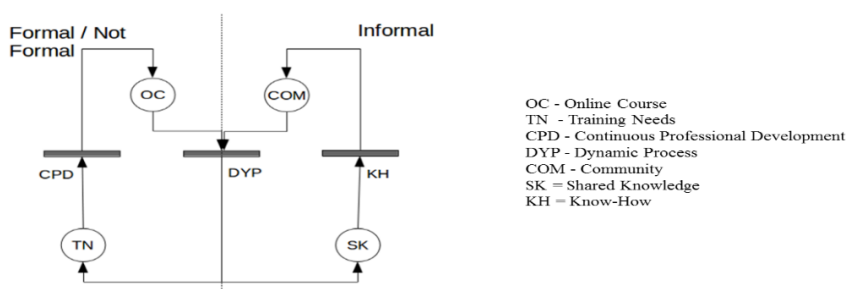 Formal / Not
Formal
Informal
OC
COM
CPD
DYP
KH
TN
SK
OC - Online Course
TN - Training Needs
CPD - Continuous Professional Development
DYP - Dynamic Process
COM - Community
SK = Shared Knowledge
KH = Know-How